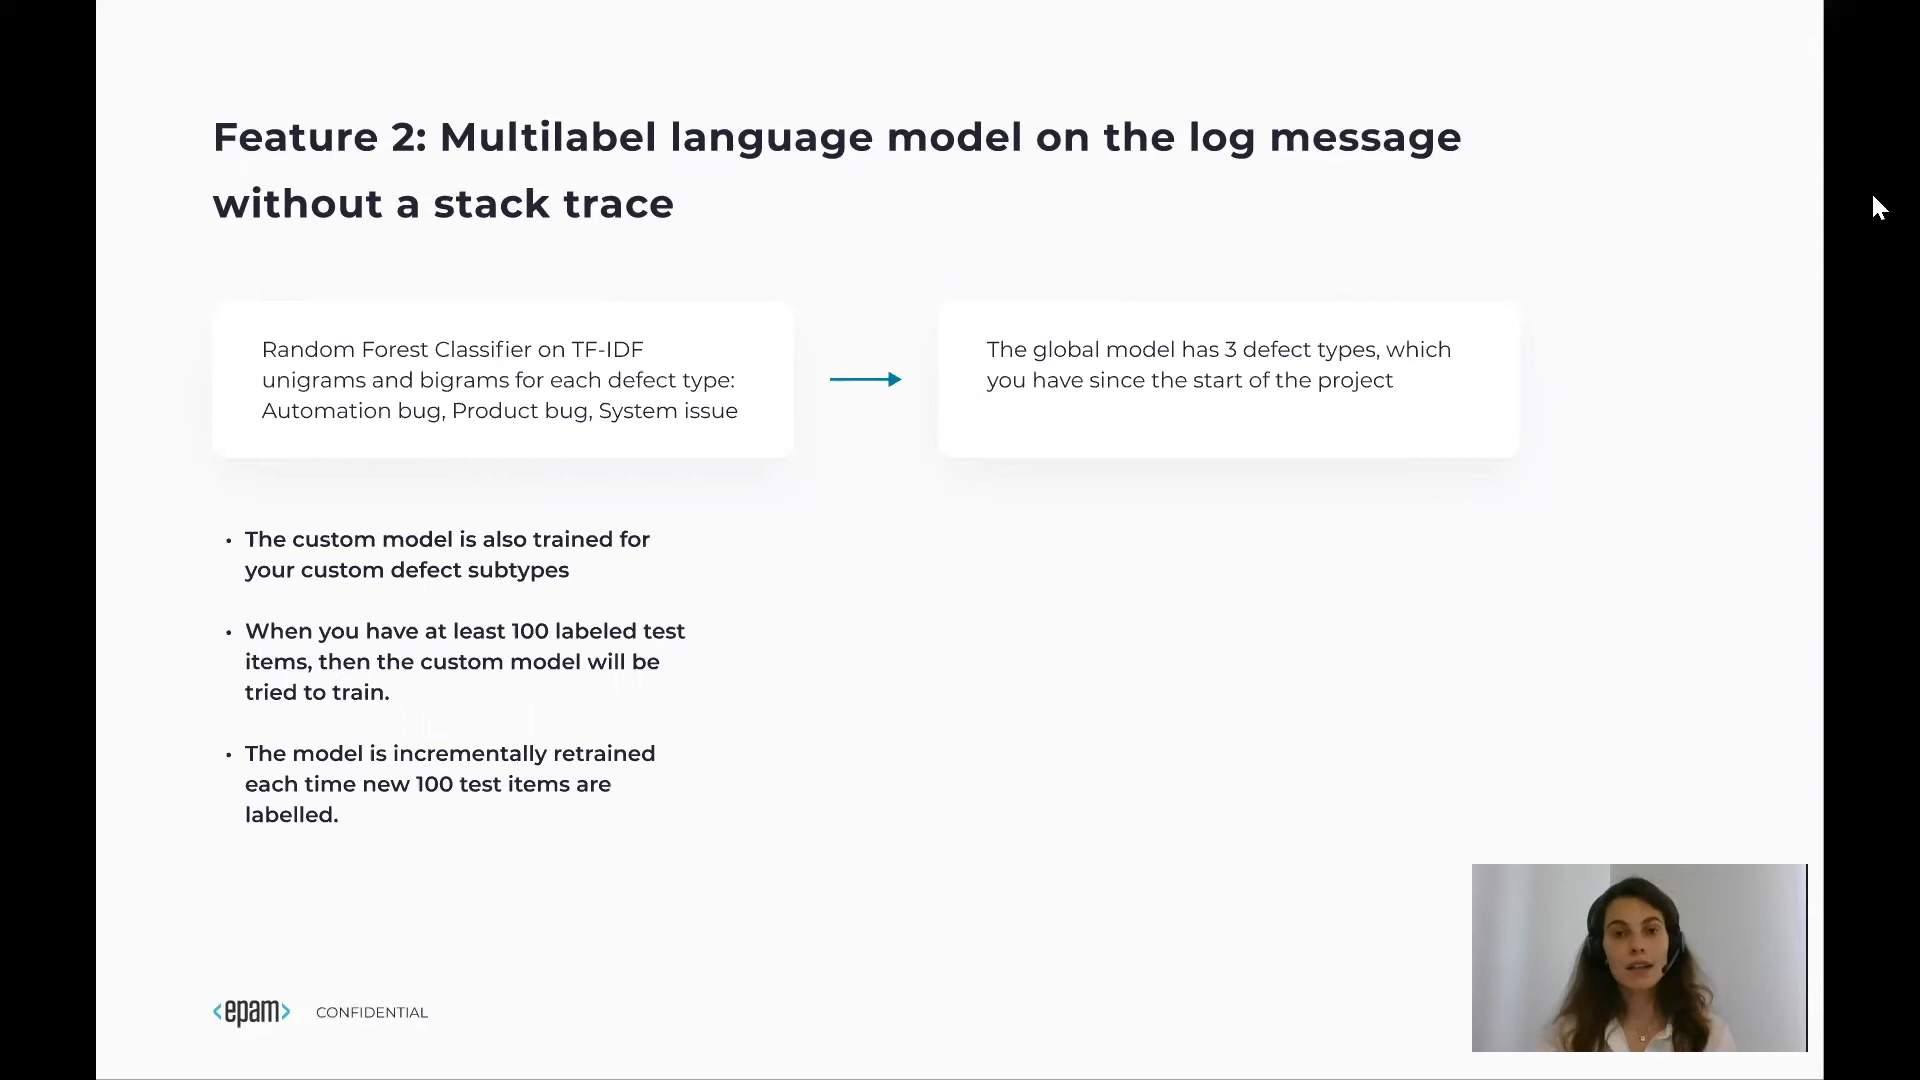 Feature 2: Multilabel language model on the log message
without a stack trace
Random Forest Classifier on TF-IDF
unigrams and bigrams for each defect type:
Automation bug, Product bug, System issue
The global model has 3 defect types, which
you have since the start of the project
• The custom model is also trained for
your custom defect subtypes
• When you have at least 100 labeled test
items, then the custom model will be
tried to train.
• The model is incrementally retrained
each time new 100 test items are
labelled.
<epam> CONFIDENTIAL